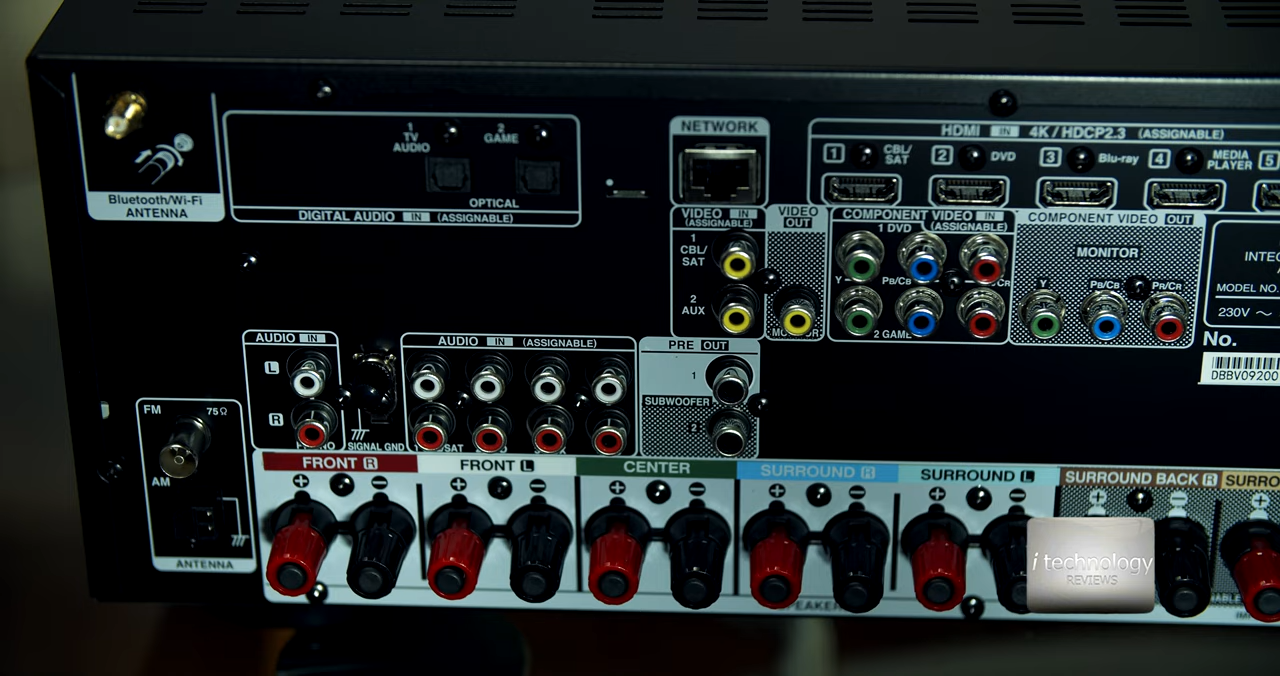 Bluetooth/Wi-Fi
ANTENNA
1
TV
AUDIO
2
GAME
OPTICAL
DIGITAL AUDIO IN (ASSIGNABLE)
NETWORK
HDMI IN 4K / HDCP2.3 (ASSIGNABLE)
1 CBL/
SAT
2 DVD
3 Blu-ray
4 MEDIA
PLAYER
5
VIDEO IN
(ASSIGNABLE)
1
CBL/
SAT
2
AUX
VIDEO
OUT
COMPONENT VIDEO IN
(ASSIGNABLE)
1 DVD
Y
PB/CB
2 GAME
COMPONENT VIDEO OUT
MONITOR
Y
PB/CB
PR/CR
MODEL NO.
230V ~
No.
DBBV09200
AUDIO IN
L
R
SIGNAL GND
AUDIO IN (ASSIGNABLE)
PRE OUT
1
SUBWOOFER
2
FM
75Ω
AM
ANTENNA
FRONT R
FRONT L
CENTER
SURROUND R
SURROUND L
SURROUND BACK R
+ −
+ −
+ −
+ −
+ −
+ −
+
i technology
REVIEWS